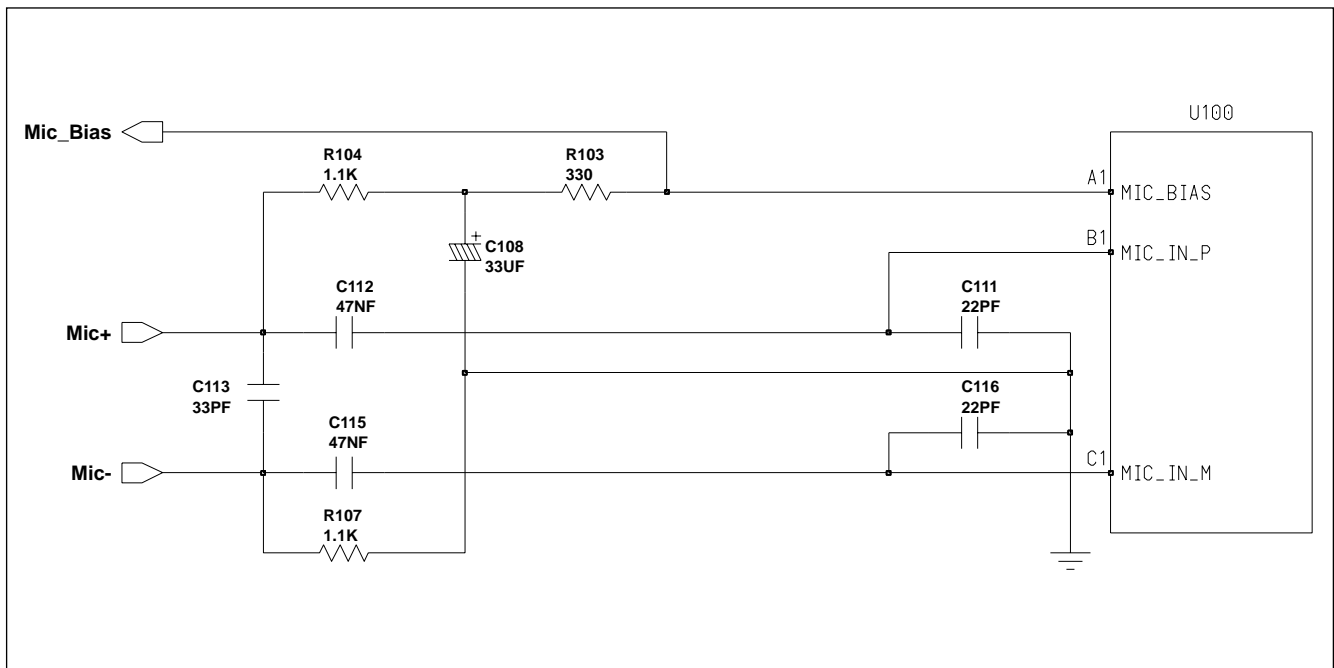 U100
Mic_Bias
R104
1.1K
R103
330
A1
MIC_BIAS
B1
MIC_IN_P
+
C108
33UF
C112
47NF
C111
22PF
Mic+
C113
33PF
C116
22PF
C115
47NF
Mic-
C1
MIC_IN_M
R107
1.1K